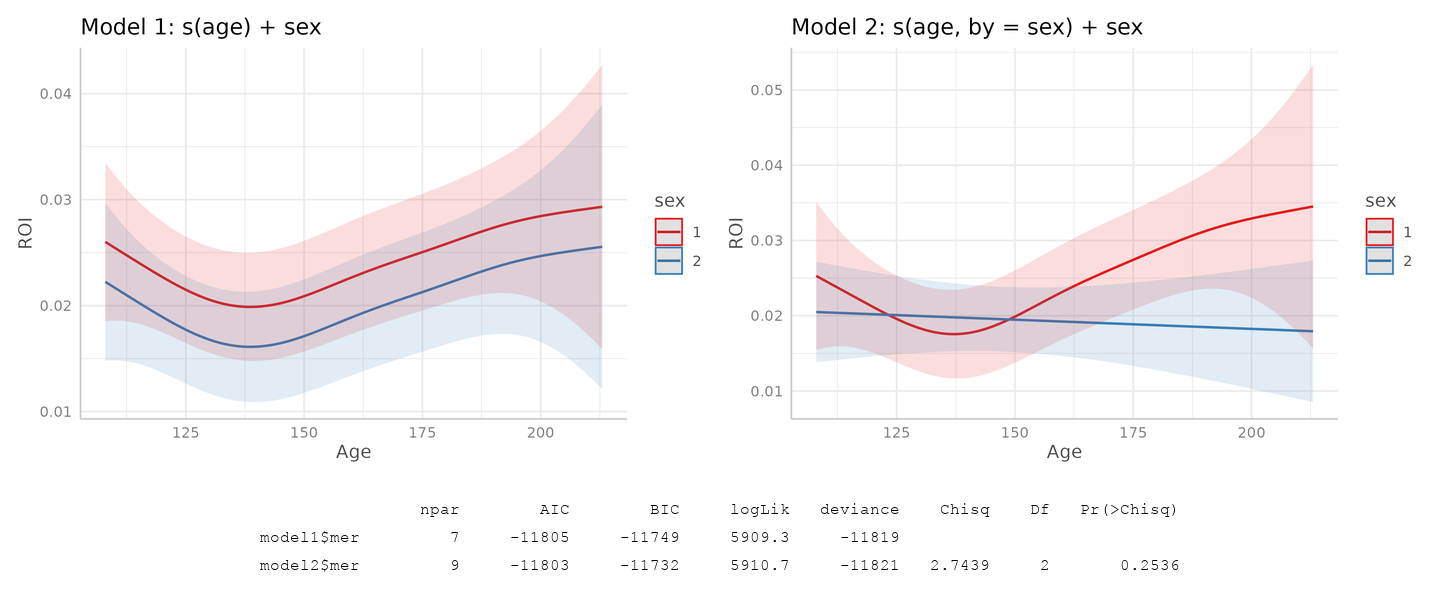 Model 1: s(age) + sex
0.04
0.03
0.02
0.01
ROI
125 150 175 200
Age
sex
1
2
Model 2: s(age, by = sex) + sex
0.05
0.04
0.03
0.02
0.01
ROI
125 150 175 200
Age
sex
1
2
npar AIC BIC logLik deviance Chisq Df Pr(>Chisq)
model1$mer 7 -11805 -11749 5909.3 -11819
model2$mer 9 -11803 -11732 5910.7 -11821 2.7439 2 0.2536